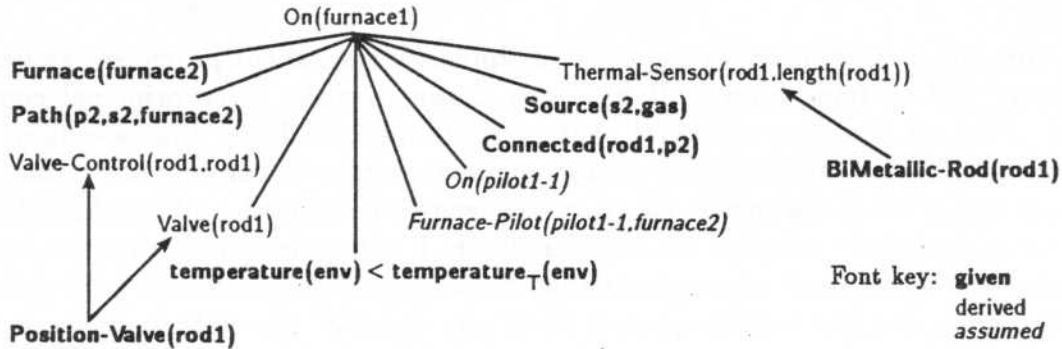 On(furnace1)
Furnace(furnace2)
Thermal-Sensor(rod1.length(rod1))
Path(p2,s2,furnace2)
Source(s2,gas)
Connected(rod1,p2)
Valve-Control(rod1.rod1)
BiMetallic-Rod(rod1)
On(pilot1-1)
Valve(rod1)
Furnace-Pilot(pilot1-1.furnace2)
temperature(env) < temperature_T(env)
Font key: given
derived
assumed
Position-Valve(rod1)